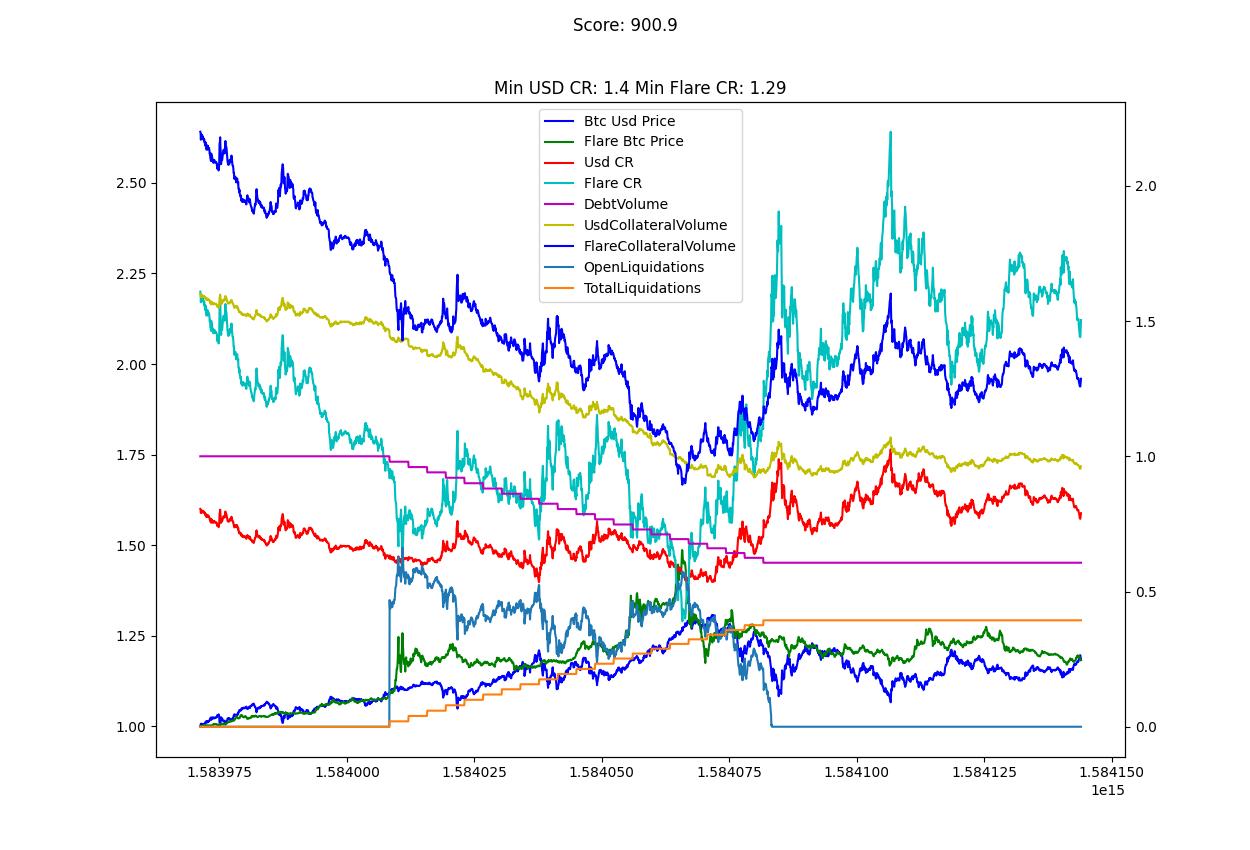 Score: 900.9
Min USD CR: 1.4 Min Flare CR: 1.29
Btc Usd Price
Flare Btc Price
Usd CR
Flare CR
DebtVolume
UsdCollateralVolume
FlareCollateralVolume
OpenLiquidations
TotalLiquidations
2.50
2.25
2.00
1.75
1.50
1.25
1.00
2.0
1.5
1.0
0.5
0.0
1.583975 1.584000 1.584025 1.584050 1.584075 1.584100 1.584125 1.584150
1e15